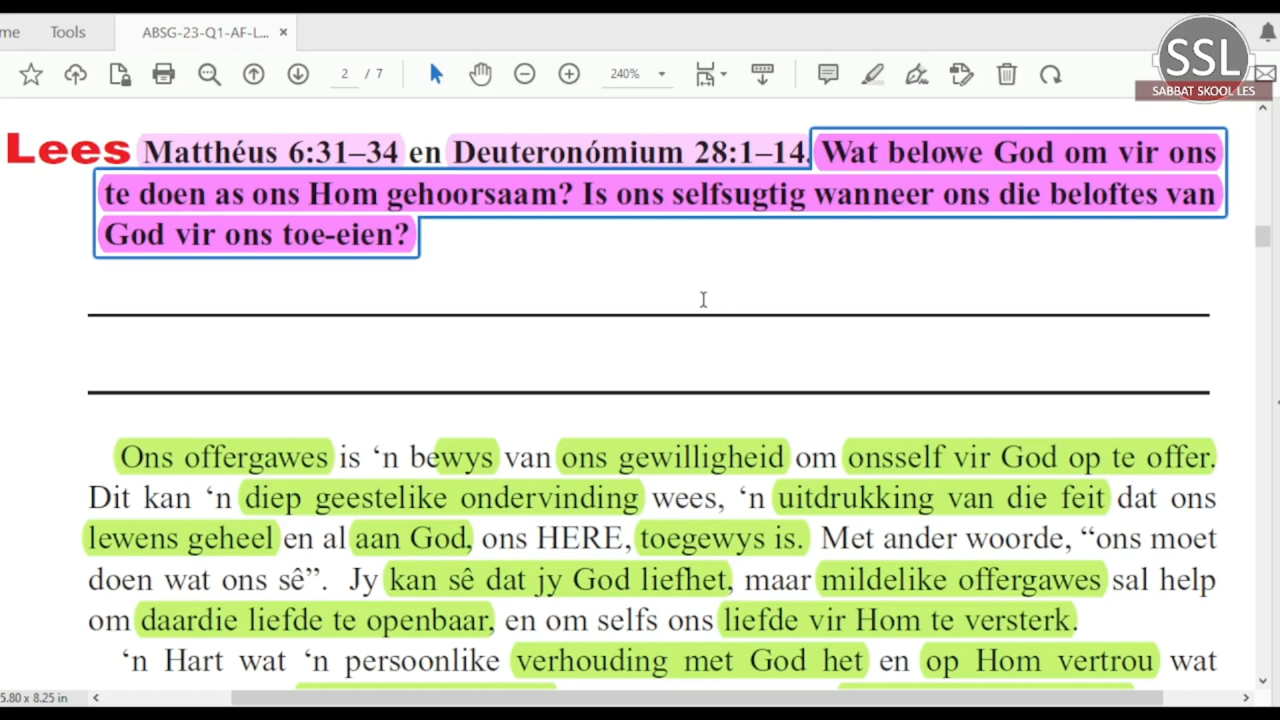 me Tools ABSG-23-Q1-AF-L... ×
2 / 7 240%
SSL
SABBAT SKOOL LES
Lees Matthéus 6:31–34 en Deuteronómium 28:1–14. Wat belowe God om vir ons
te doen as ons Hom gehoorsaam? Is ons selfsugtig wanneer ons die beloftes van
God vir ons toe-eien?
Ons offergawes is ‘n bewys van ons gewilligheid om onsself vir God op te offer.
Dit kan ‘n diep geestelike ondervinding wees, ‘n uitdrukking van die feit dat ons
lewens geheel en al aan God, ons HERE, toegewys is. Met ander woorde, “ons moet
doen wat ons sê”. Jy kan sê dat jy God liefhet, maar mildelike offergawes sal help
om daardie liefde te openbaar, en om selfs ons liefde vir Hom te versterk.
‘n Hart wat ‘n persoonlike verhouding met God het en op Hom vertrou wat
5.80 x 8.25 in